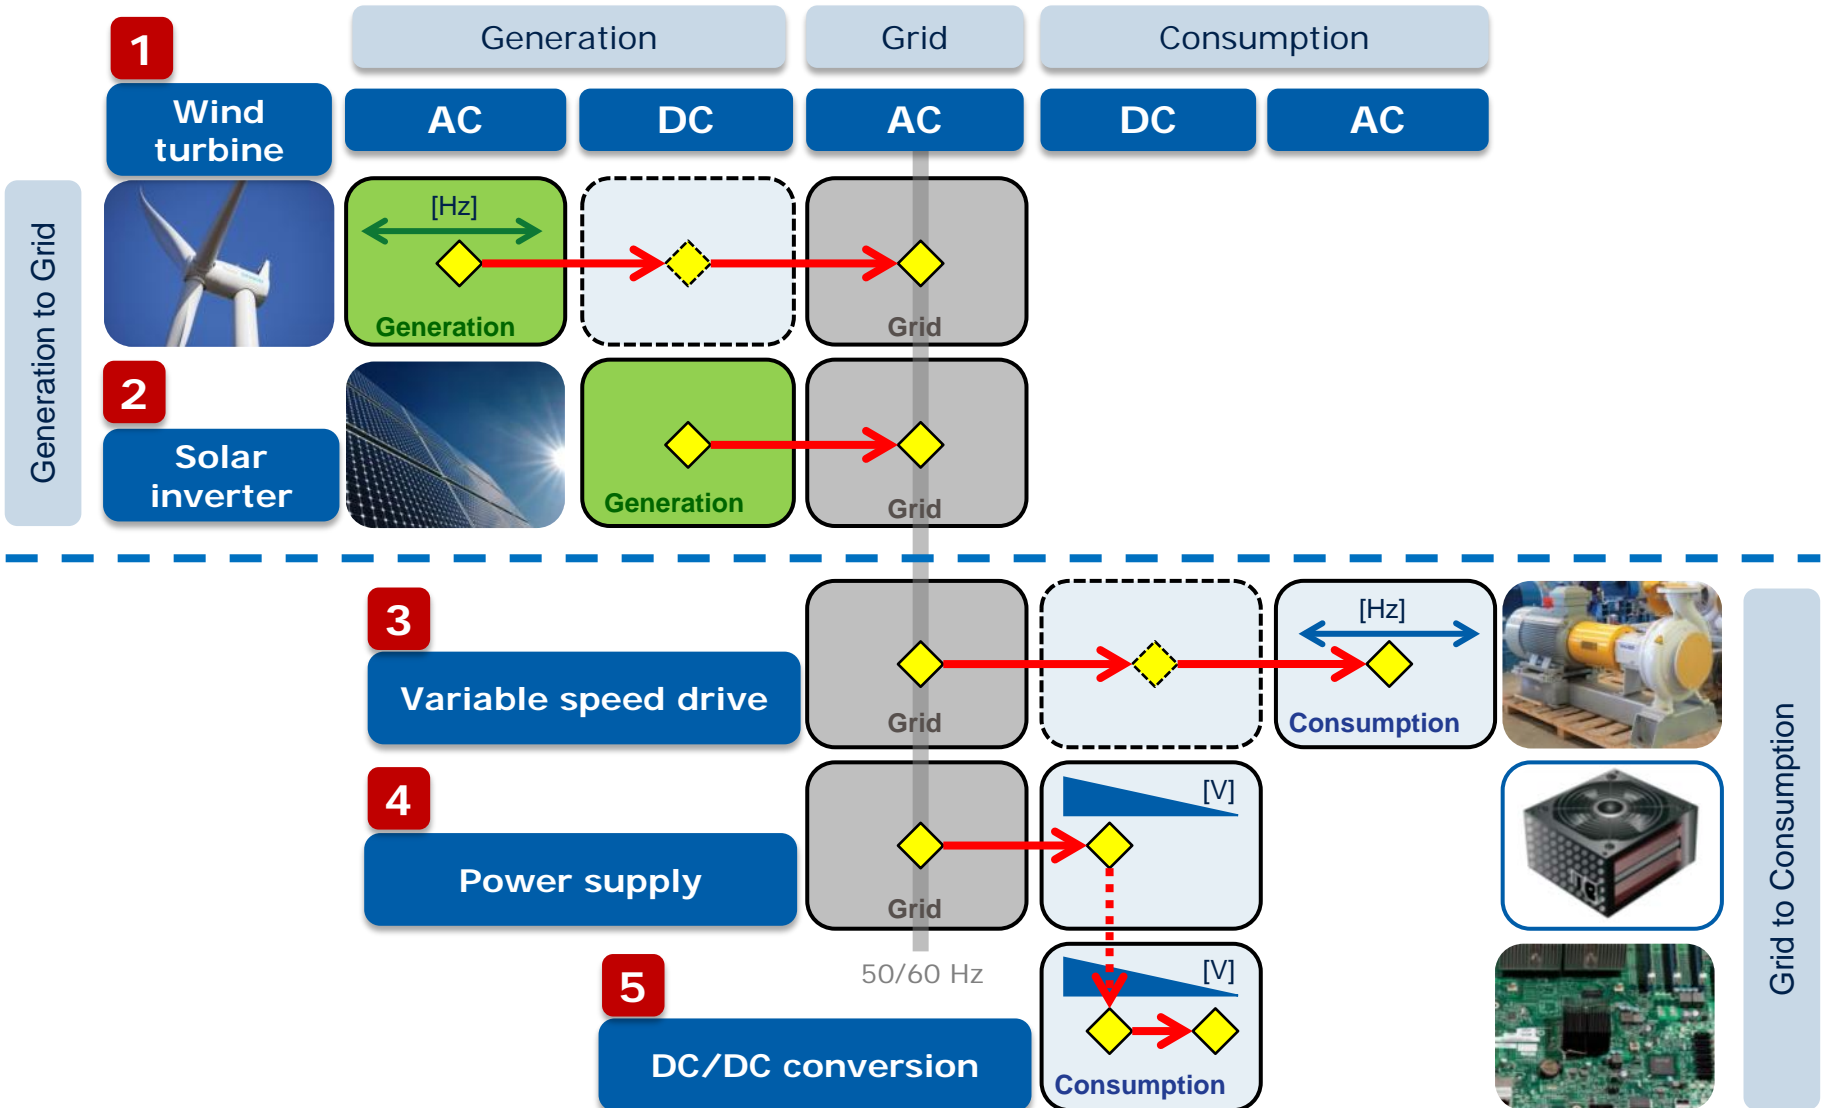 1
Generation
Grid
Consumption
Wind
turbine
AC
DC
AC
DC
AC
Generation to Grid
[Hz]
Generation
Grid
2
Solar
inverter
Generation
Grid
3
Variable speed drive
Grid
[Hz]
Consumption
4
Power supply
Grid
[V]
50/60 Hz
5
DC/DC conversion
[V]
Consumption
Grid to Consumption